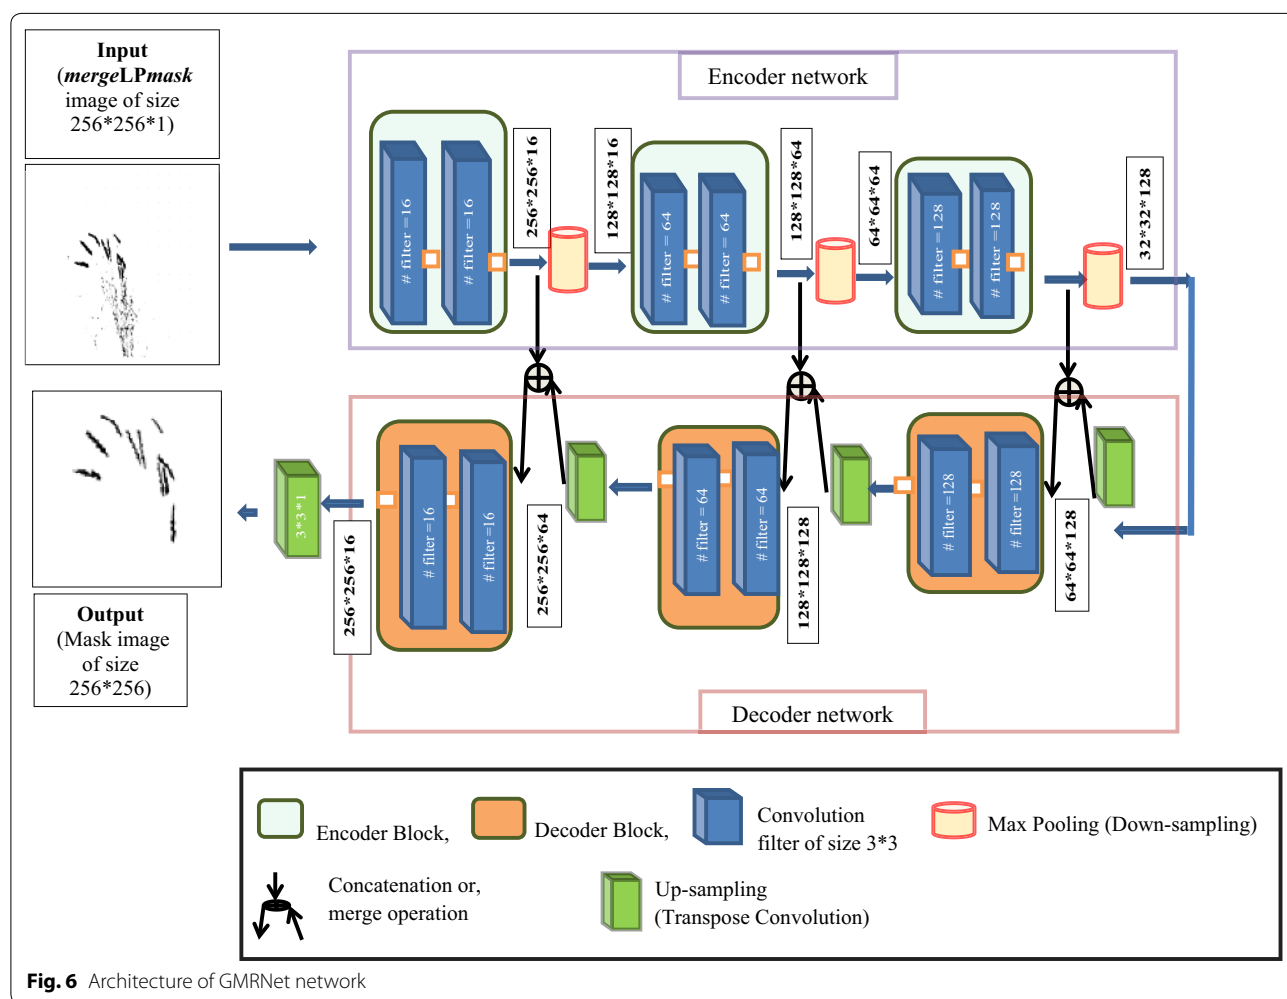 Input
(mergeLPmask
image of size
256*256*1)
Encoder network
# filter =16
# filter =16
256*256*16
128*128*16
# filter = 64
# filter = 64
128*128*64
64*64*64
# filter =128
# filter =128
32*32*128
3*3*1
256*256*16
# filter =16
# filter =16
256*256*64
# filter = 64
# filter = 64
128*128*128
# filter =128
# filter =128
64*64*128
Output
(Mask image
of size
256*256)
Decoder network
Encoder Block,
Decoder Block,
Convolution
filter of size 3*3
Max Pooling (Down-sampling)
Concatenation or,
merge operation
Up-sampling
(Transpose Convolution)
Fig. 6 Architecture of GMRNet network